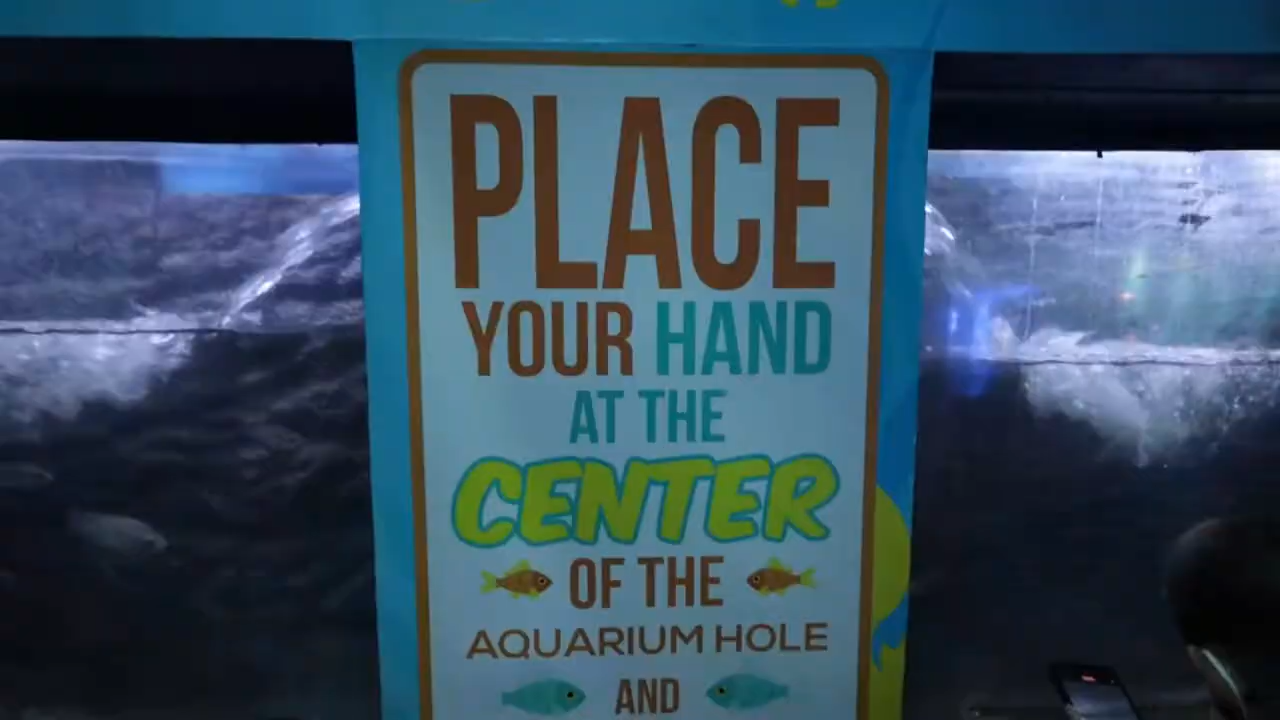 PLACE
YOUR HAND
AT THE
CENTER
OF THE
AQUARIUM HOLE
AND